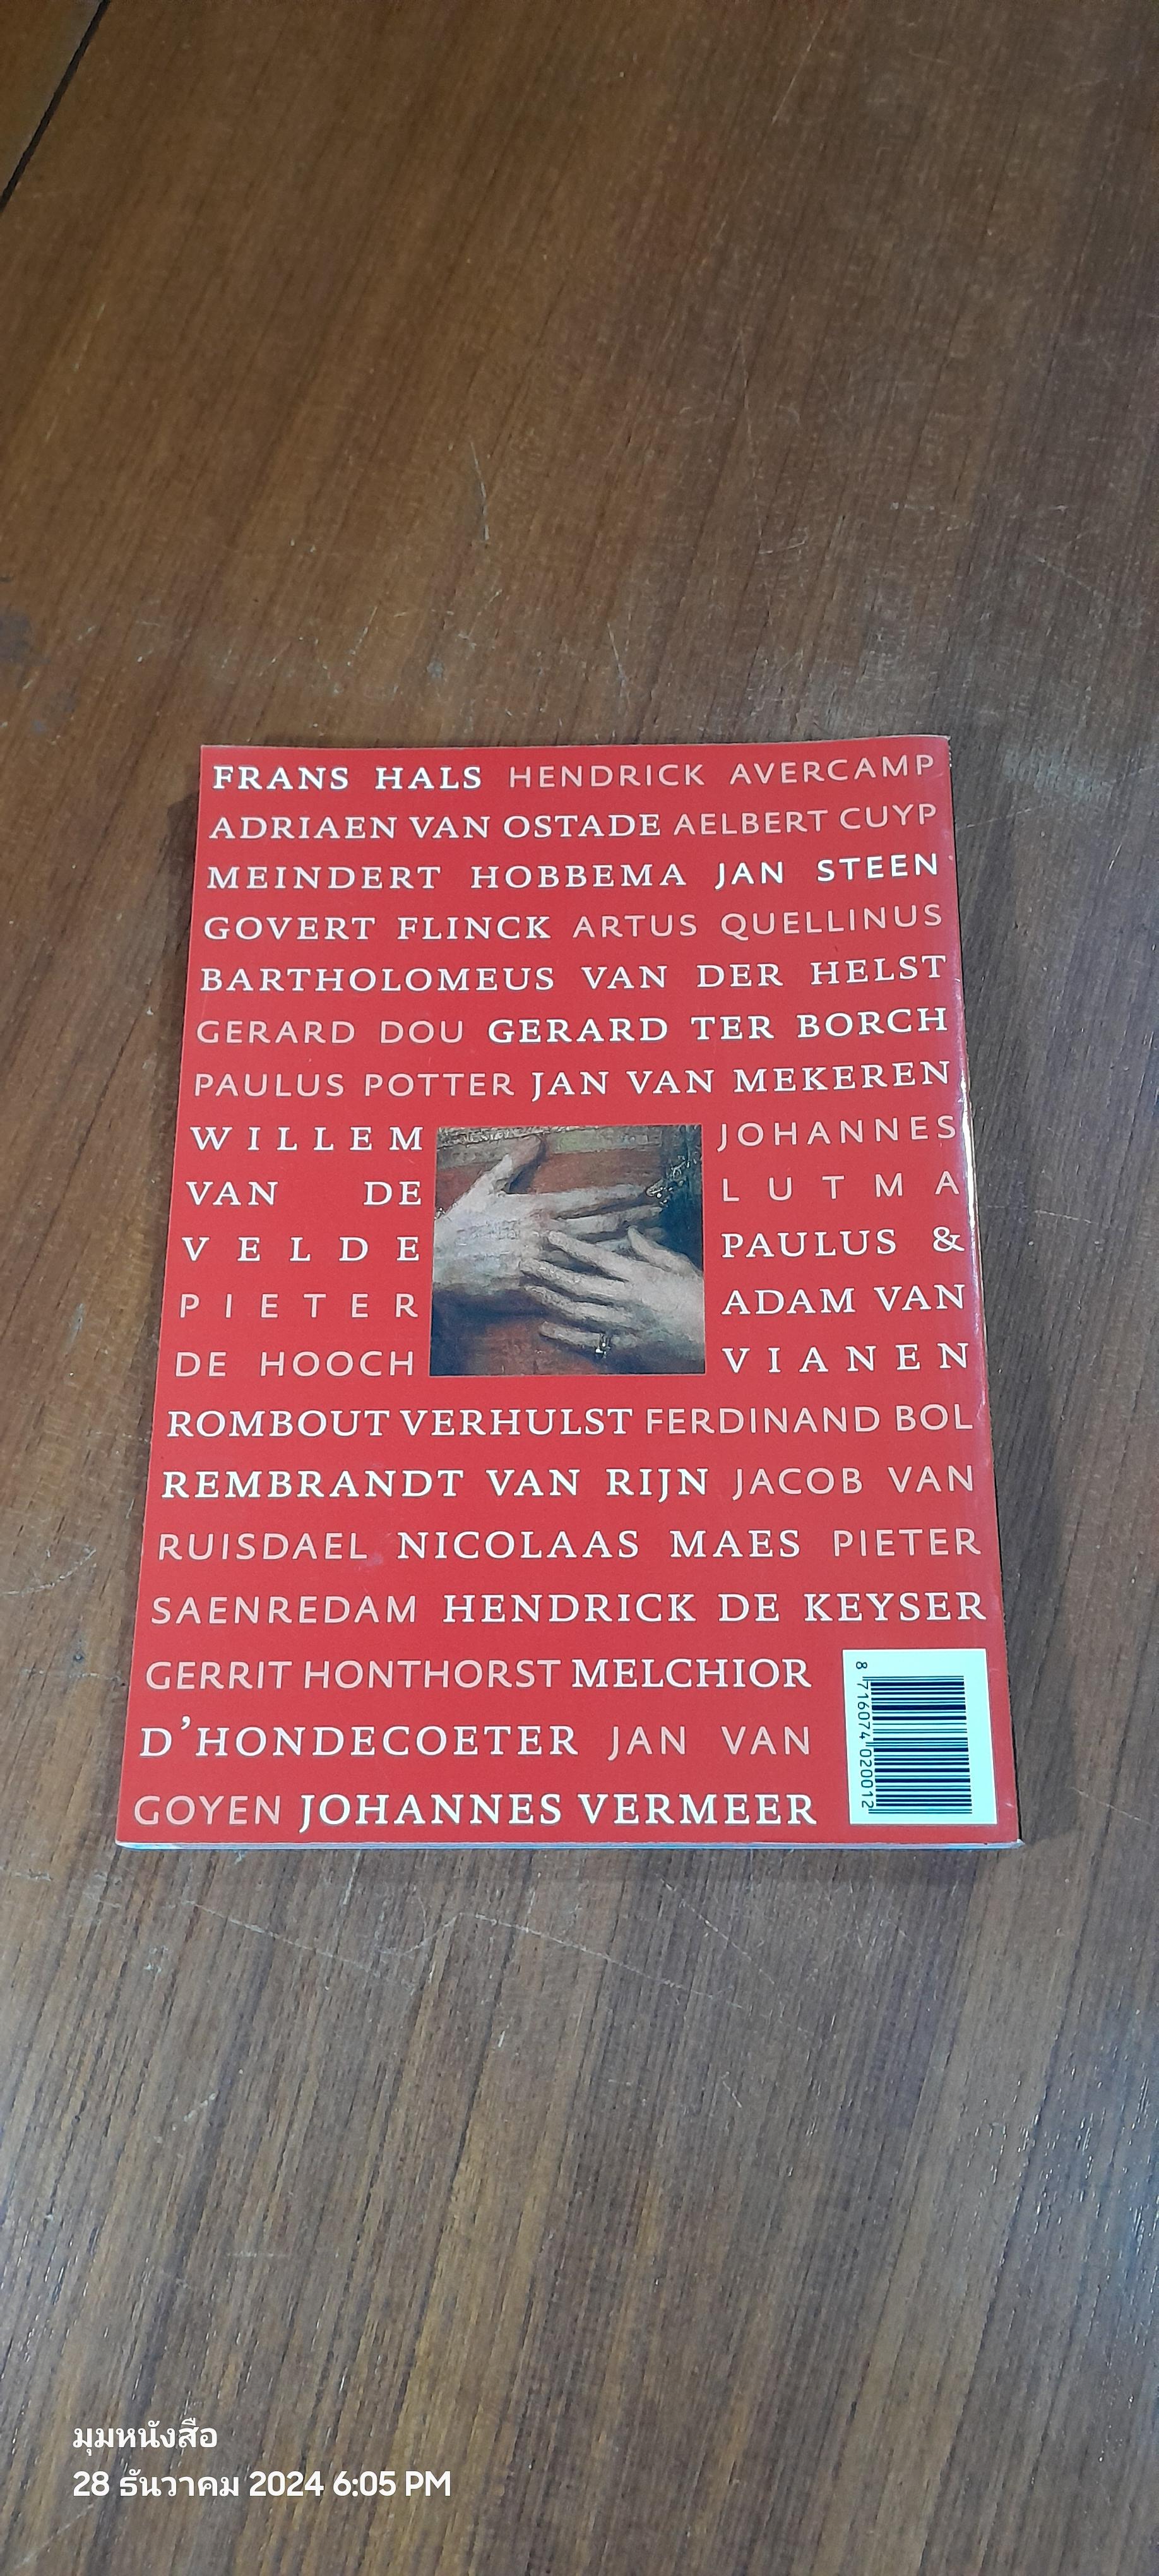 FRANS HALS HENDRICK AVERCAMP
ADRIAEN VAN OSTADE AELBERT CUYP
MEINDERT HOBBEMA JAN STEEN
GOVERT FLINCK ARTUS QUELLINUS
BARTHOLOMEUS VAN DER HELST
GERARD DOU GERARD TER BORCH
PAULUS POTTER JAN VAN MEKEREN
WILLEM
VAN DE
VELDE
PIETER
DE HOOCH
JOHANNES
LUTMA
PAULUS &
ADAM VAN
VIANEN
ROMBOUT VERHULST FERDINAND BOL
REMBRANDT VAN RIJN JACOB VAN
RUISDAEL NICOLAAS MAES PIETER
SAENREDAM HENDRICK DE KEYSER
GERRIT HONTHORST MELCHIOR
D'HONDECOETER JAN VAN
GOYEN JOHANNES VERMEER
8 716074 020012
มุมหนังสือ
28 ธันวาคม 2024 6:05 PM